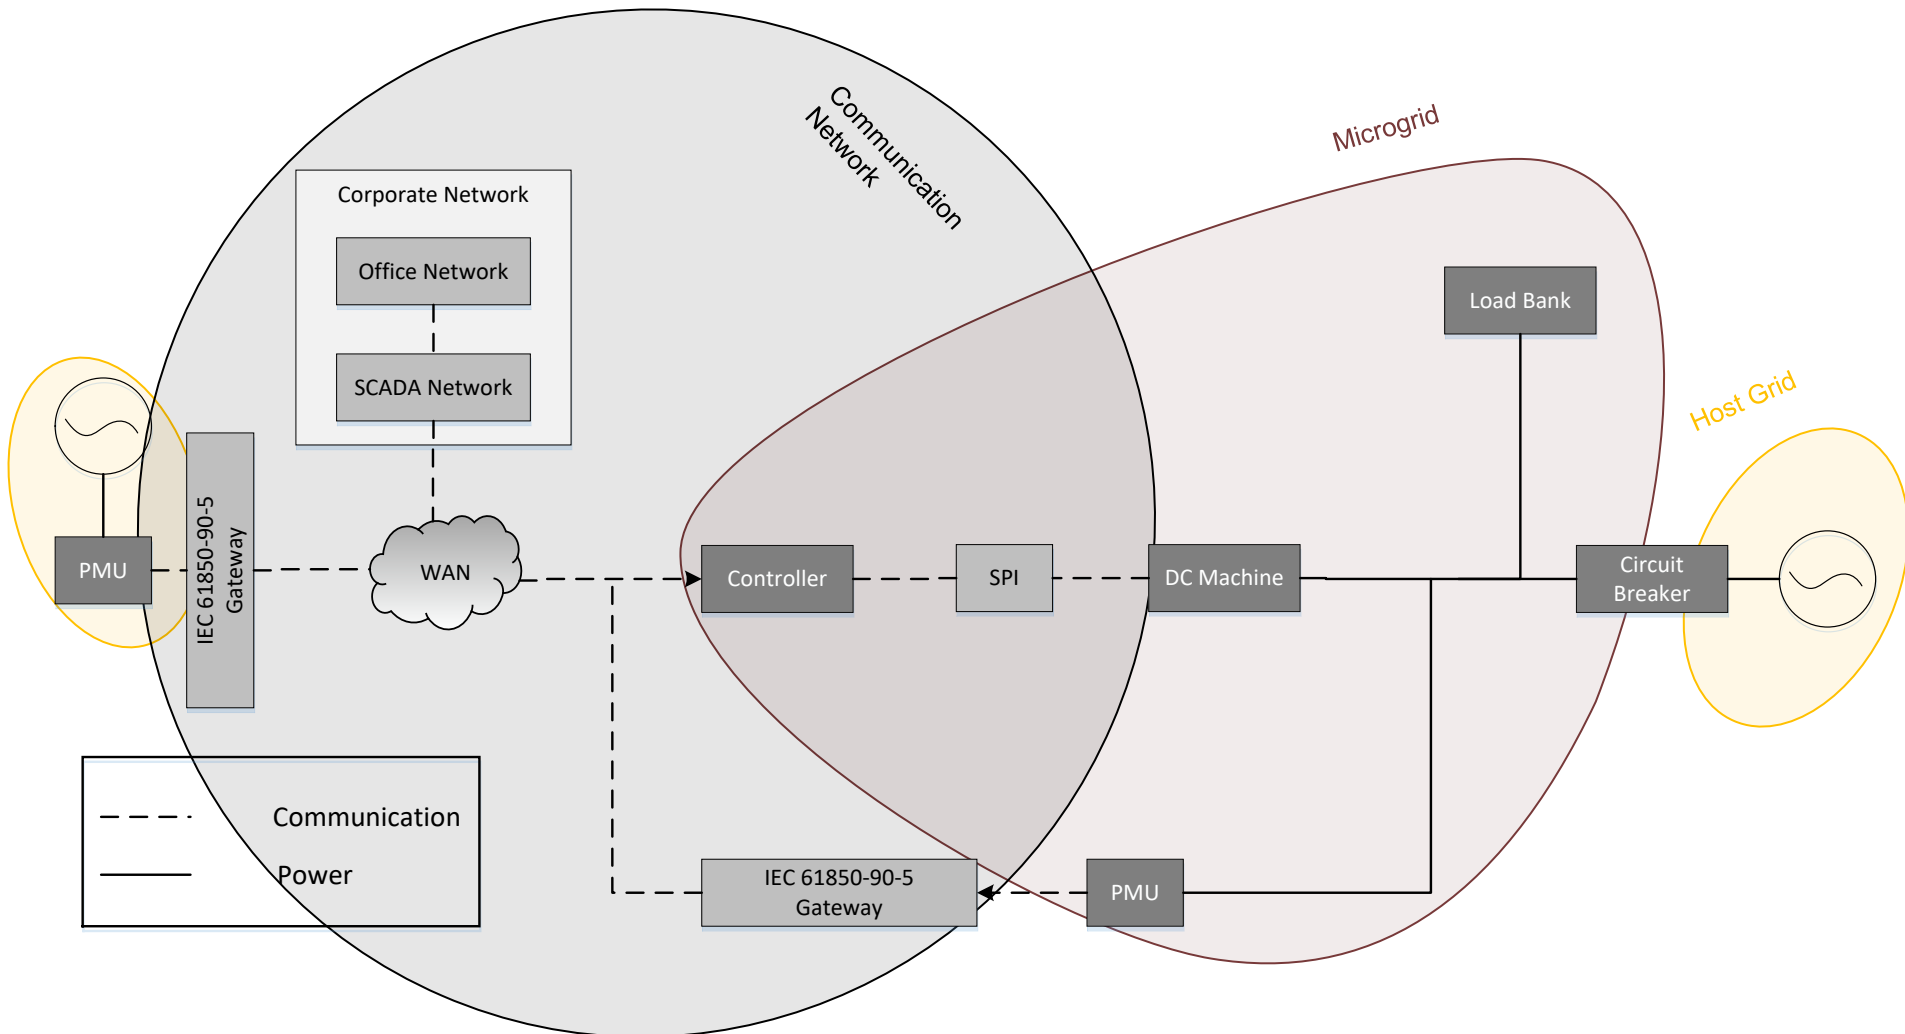 Communication
Network
Microgrid
Corporate Network
Office Network
SCADA Network
Load Bank
Host Grid
PMU
IEC 61850-90-5
Gateway
WAN
Controller
SPI
DC Machine
Circuit
Breaker
Communication
Power
IEC 61850-90-5
Gateway
PMU